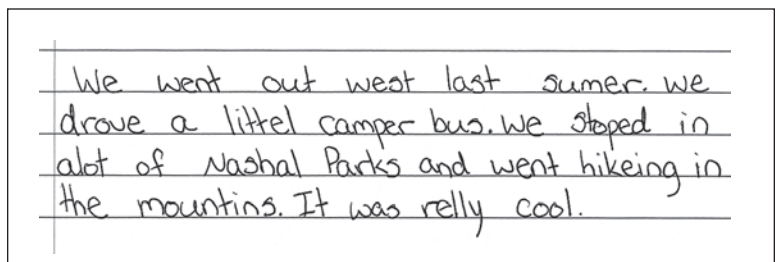 We went out west last sumer. we
drove a littel camper bus. We stoped in
alot of Nashal Parks and went hikeing in
the mountins. It was relly cool.